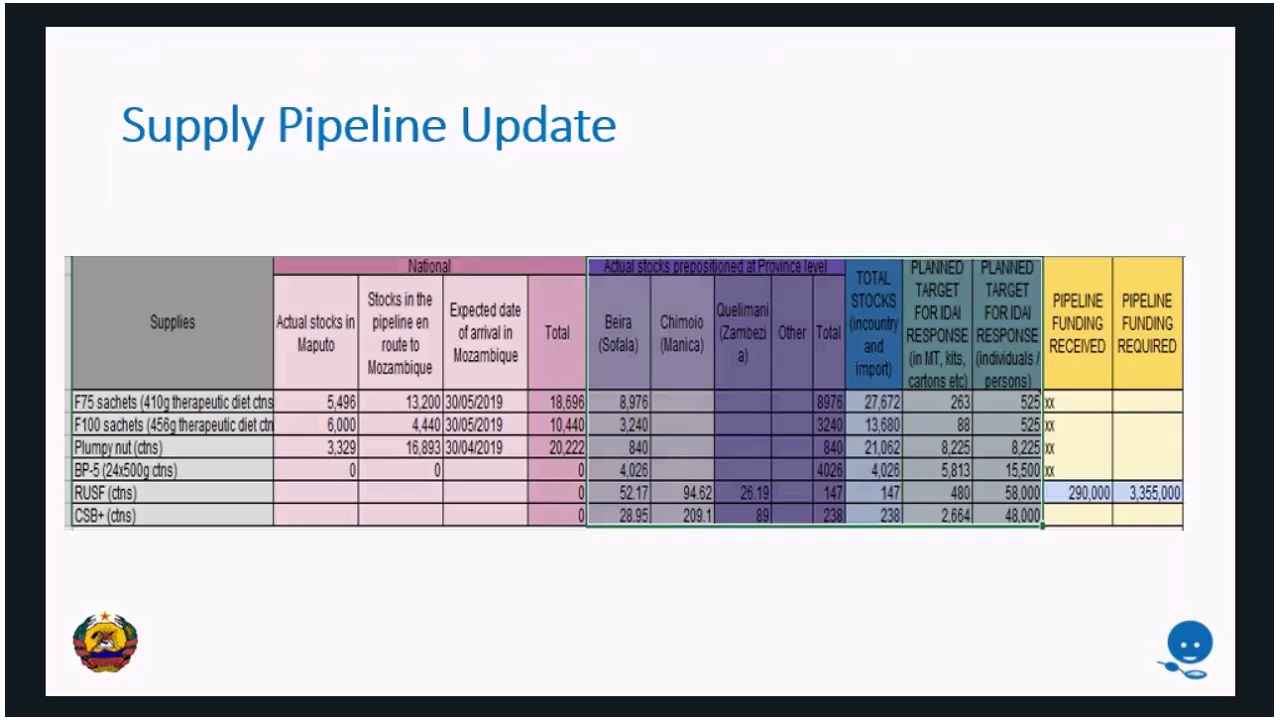 Supply Pipeline Update
National
Actual stocks prepositioned at Province level
Supplies
Actual stocks in
Maputo
Stocks in the
pipeline en
route to
Mozambique
Expected date
of arrival in
Mozambique
Total
Beira
(Sofala)
Chimoio
(Manica)
Quelimani
(Zambezi
a)
Other
Total
TOTAL
STOCKS
(incountry
and
import)
PLANNED
TARGET
FOR IDAI
RESPONSE
(in MT, kits,
cartons etc)
PLANNED
TARGET
FOR IDAI
RESPONSE
(individuals /
persons)
PIPELINE
FUNDING
RECEIVED
PIPELINE
FUNDING
REQUIRED
F75 sachets (410g therapeutic diet ctns 5,496 13,200 30/05/2019 18,696 8,976 8976 27,672 263 525 xx
F100 sachets (456g therapeutic diet ctn 6,000 4,440 30/05/2019 10,440 3,240 3240 13,680 88 525 xx
Plumpy nut (ctns) 3,329 16,893 30/04/2019 20,222 840 840 21,062 8,225 8,225 xx
BP-5 (24x500g ctns) 0 0 0 4,026 4026 4,026 5,813 15,500 xx
RUSF (ctns) 0 52.17 94.62 26.19 147 147 480 58,000 290,000 3,355,000
CSB+ (ctns) 0 28.95 209.1 89 238 238 2,664 48,000